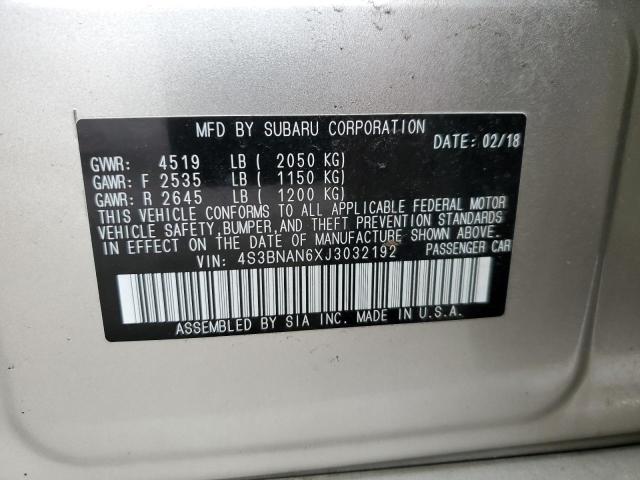 MFD BY SUBARU CORPORATION
DATE: 02/18
GVWR: 4519 LB ( 2050 KG)
GAWR: F 2535 LB ( 1150 KG)
GAWR: R 2645 LB ( 1200 KG)
THIS VEHICLE CONFORMS TO ALL APPLICABLE FEDERAL MOTOR
VEHICLE SAFETY,BUMPER,AND THEFT PREVENTION STANDARDS
IN EFFECT ON THE DATE OF MANUFACTURE SHOWN ABOVE.
VIN: 4S3BNAN6XJ3032192 PASSENGER CAR
ASSEMBLED BY SIA INC. MADE IN U.S.A.